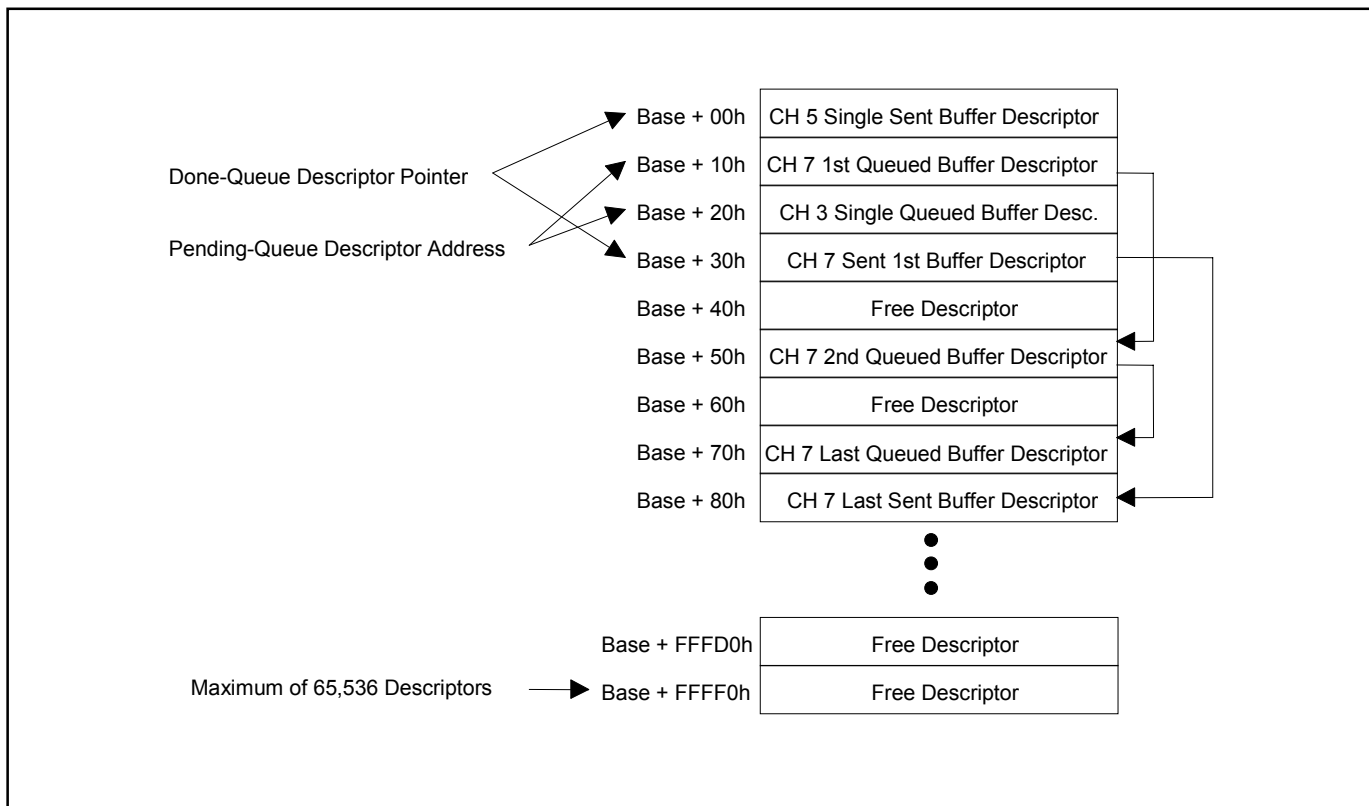 Base + 00h CH 5 Single Sent Buffer Descriptor
Base + 10h CH 7 1st Queued Buffer Descriptor
Done-Queue Descriptor Pointer
Base + 20h CH 3 Single Queued Buffer Desc.
Pending-Queue Descriptor Address
Base + 30h CH 7 Sent 1st Buffer Descriptor
Base + 40h Free Descriptor
Base + 50h CH 7 2nd Queued Buffer Descriptor
Base + 60h Free Descriptor
Base + 70h CH 7 Last Queued Buffer Descriptor
Base + 80h CH 7 Last Sent Buffer Descriptor
Base + FFFD0h Free Descriptor
Maximum of 65,536 Descriptors Base + FFFF0h Free Descriptor